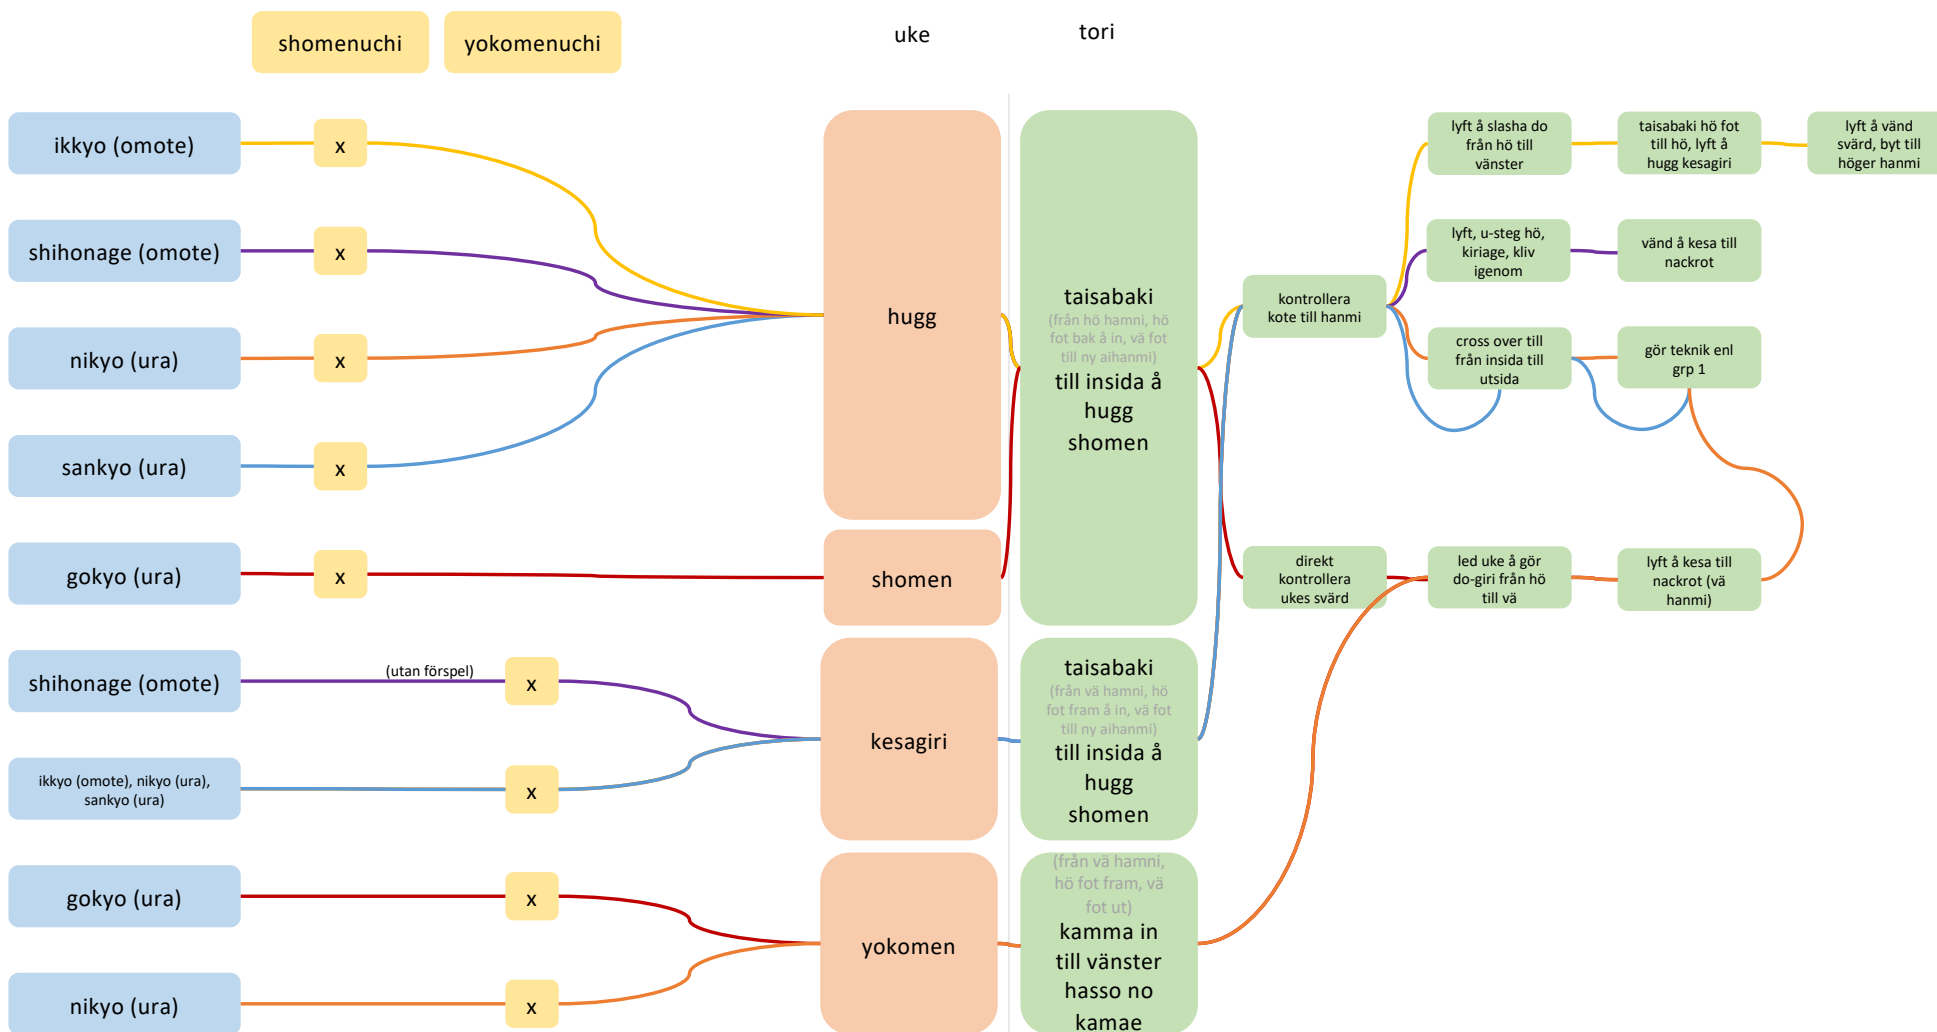 shomenuchi
yokomenuchi
uke
tori
ikkyo (omote)
x
shihonage (omote)
x
nikyo (ura)
x
sankyo (ura)
x
gokyo (ura)
x
shihonage (omote)
(utan förspel)
x
ikkyo (omote), nikyo (ura),
sankyo (ura)
x
gokyo (ura)
x
nikyo (ura)
x
hugg
shomen
kesagiri
yokomen
taisabaki
(från hö hamni, hö
fot bak å in, vä fot
till ny aihanmi)
till insida å
hugg
shomen
taisabaki
(från vä hamni, hö
fot fram å in, vä fot
till ny aihanmi)
till insida å
hugg
shomen
(från vä hamni,
hö fot fram, vä
fot ut)
kamma in
till vänster
hasso no
kamae
kontrollera
kote till hanmi
direkt
kontrollera
ukes svärd
lyft å slasha do
från hö till
vänster
taisabaki hö fot
till hö, lyft å
hugg kesagiri
lyft å vänd
svärd, byt till
höger hanmi
lyft, u-steg hö,
kiriage, kliv
igenom
vänd å kesa till
nackrot
cross over till
från insida till
utsida
gör teknik enl
grp 1
led uke å gör
do-giri från hö
till vä
lyft å kesa till
nackrot (vä
hanmi)